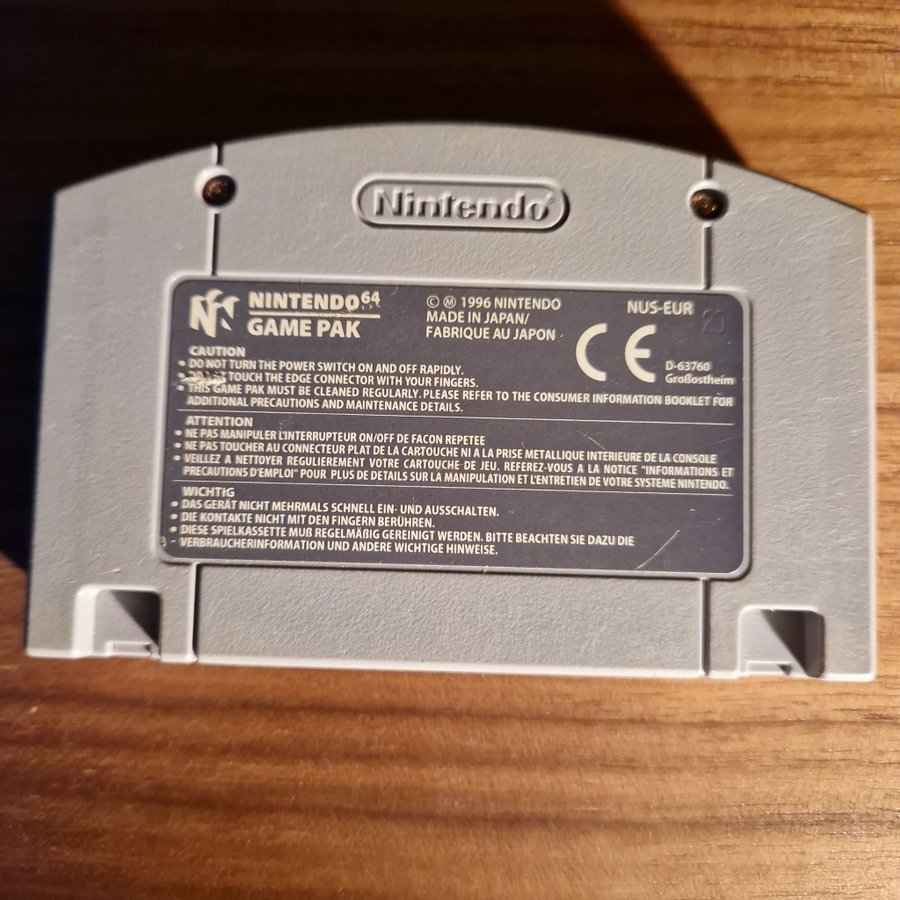 Nintendo®
NINTENDO 64
GAME PAK
© Ⓜ 1996 NINTENDO
MADE IN JAPAN/
FABRIQUE AU JAPON
NUS-EUR
CE
D-63760
Großostheim
CAUTION
• DO NOT TURN THE POWER SWITCH ON AND OFF RAPIDLY.
• TOUCH THE EDGE CONNECTOR WITH YOUR FINGERS.
• THIS GAME PAK MUST BE CLEANED REGULARLY. PLEASE REFER TO THE CONSUMER INFORMATION BOOKLET FOR
ADDITIONAL PRECAUTIONS AND MAINTENANCE DETAILS.
ATTENTION
• NE PAS MANIPULER L'INTERRUPTEUR ON/OFF DE FACON REPETEE
• NE PAS TOUCHER AU CONNECTEUR PLAT DE LA CARTOUCHE NI A LA PRISE METALLIQUE INTERIEURE DE LA CONSOLE
• VEILLEZ A NETTOYER REGULIEREMENT VOTRE CARTOUCHE DE JEU. REFEREZ-VOUS A LA NOTICE "INFORMATIONS ET
PRECAUTIONS D'EMPLOI" POUR PLUS DE DETAILS SUR LA MANIPULATION ET L'ENTRETIEN DE VOTRE SYSTEME NINTENDO.
WICHTIG
• DAS GERÄT NICHT MEHRMALS SCHNELL EIN- UND AUSSCHALTEN.
• DIE KONTAKTE NICHT MIT DEN FINGERN BERÜHREN.
• DIESE SPIELKASSETTE MUß REGELMÄßIG GEREINIGT WERDEN. BITTE BEACHTEN SIE DAZU DIE
VERBRAUCHERINFORMATION UND ANDERE WICHTIGE HINWEISE.